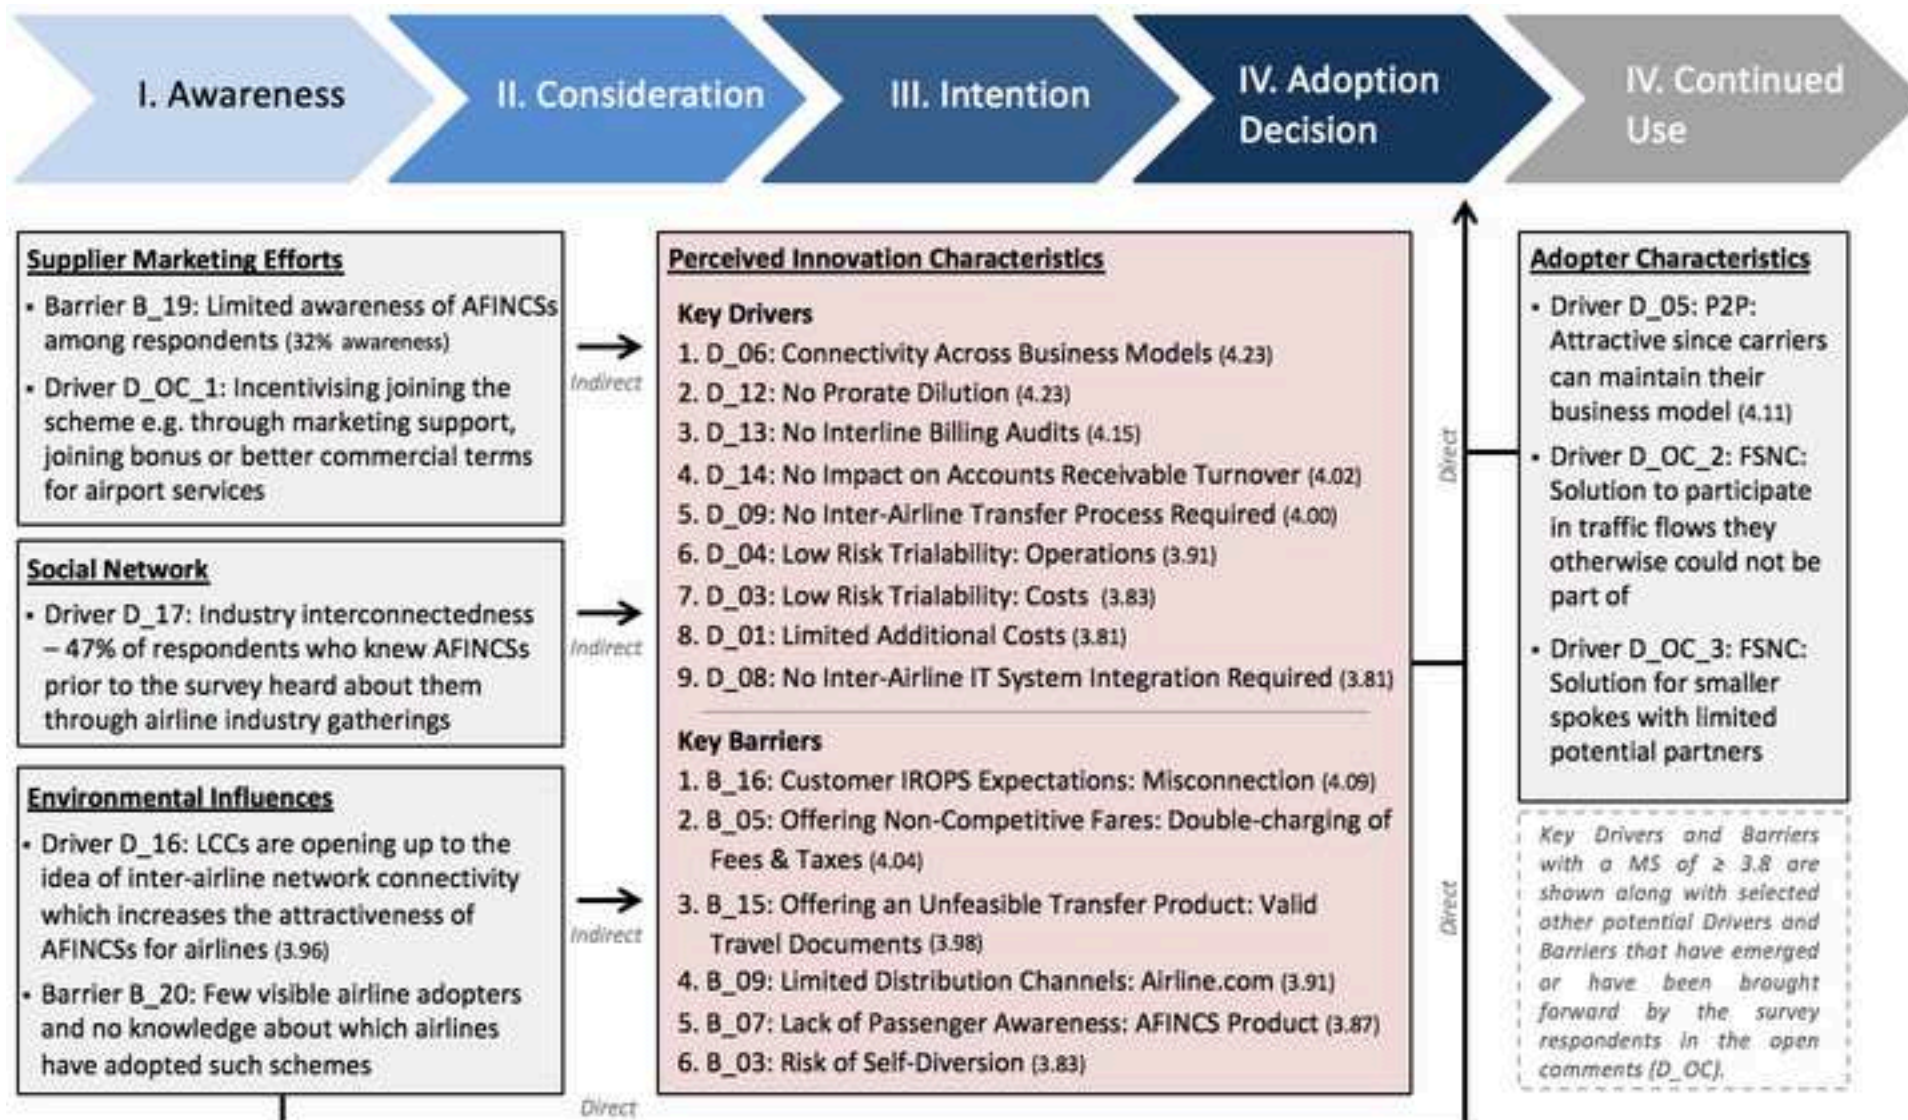 I. Awareness
II. Consideration
III. Intention
IV. Adoption
Decision
IV. Continued
Use
Supplier Marketing Efforts
▪ Barrier B_19: Limited awareness of AFINCSs
among respondents (32% awareness)
▪ Driver D_OC_1: Incentivising joining the
scheme e.g. through marketing support,
joining bonus or better commercial terms
for airport services
Indirect
Social Network
▪ Driver D_17: Industry interconnectedness
– 47% of respondents who knew AFINCSs
prior to the survey heard about them
through airline industry gatherings
Indirect
Environmental Influences
▪ Driver D_16: LCCs are opening up to the
idea of inter-airline network connectivity
which increases the attractiveness of
AFINCSs for airlines (3.96)
▪ Barrier B_20: Few visible airline adopters
and no knowledge about which airlines
have adopted such schemes
Indirect
Direct
Perceived Innovation Characteristics
Key Drivers
1. D_06: Connectivity Across Business Models (4.23)
2. D_12: No Prorate Dilution (4.23)
3. D_13: No Interline Billing Audits (4.15)
4. D_14: No Impact on Accounts Receivable Turnover (4.02)
5. D_09: No Inter-Airline Transfer Process Required (4.00)
6. D_04: Low Risk Trialability: Operations (3.91)
7. D_03: Low Risk Trialability: Costs (3.83)
8. D_01: Limited Additional Costs (3.81)
9. D_08: No Inter-Airline IT System Integration Required (3.81)
Key Barriers
1. B_16: Customer IROPS Expectations: Misconnection (4.09)
2. B_05: Offering Non-Competitive Fares: Double-charging of
Fees & Taxes (4.04)
3. B_15: Offering an Unfeasible Transfer Product: Valid
Travel Documents (3.98)
4. B_09: Limited Distribution Channels: Airline.com (3.91)
5. B_07: Lack of Passenger Awareness: AFINCS Product (3.87)
6. B_03: Risk of Self-Diversion (3.83)
Direct
Direct
Adopter Characteristics
▪ Driver D_05: P2P:
Attractive since carriers
can maintain their
business model (4.11)
▪ Driver D_OC_2: FSNC:
Solution to participate
in traffic flows they
otherwise could not be
part of
▪ Driver D_OC_3: FSNC:
Solution for smaller
spokes with limited
potential partners
Key Drivers and Barriers
with a MS of ≥ 3.8 are
shown along with selected
other potential Drivers and
Barriers that have emerged
or have been brought
forward by the survey
respondents in the open
comments (D_OC).